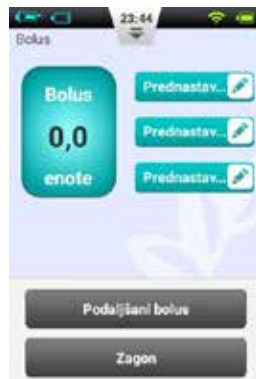 23:44
Bolus
Bolus
0,0
enote
Prednastav...
Prednastav...
Prednastav...
Podaljšani bolus
Zagon